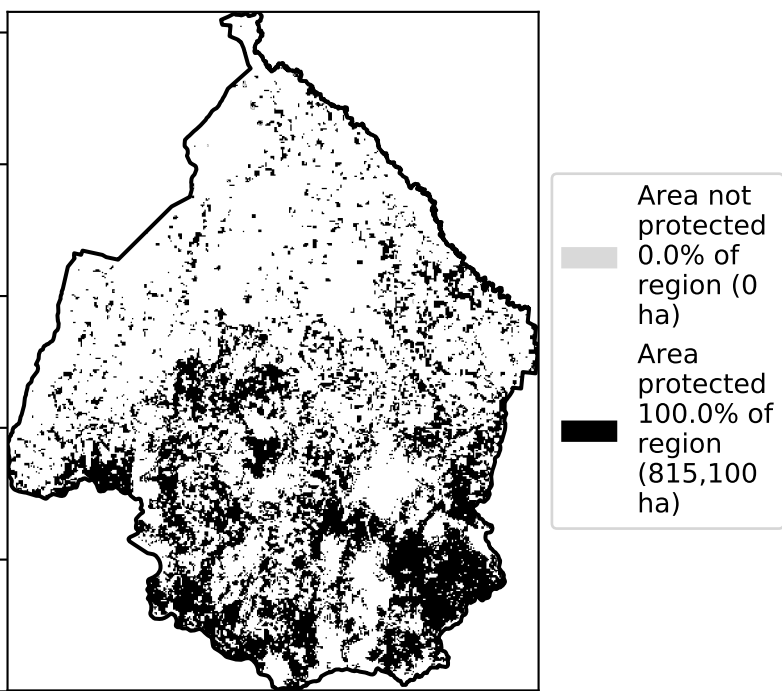 Area not
protected
0.0% of
region (0
ha)
Area
protected
100.0% of
region
(815,100
ha)